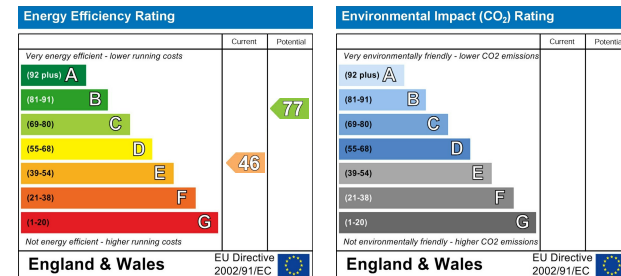 Energy Efficiency Rating
Current Potential
Very energy efficient - lower running costs
(92 plus) A
(81-91) B
77
(69-80) C
(55-68) D
46
(39-54) E
(21-38) F
(1-20) G
Not energy efficient - higher running costs
England & Wales
EU Directive
2002/91/EC
Environmental Impact (CO2) Rating
Current Potentia
Very environmentally friendly - lower CO2 emissions
(92 plus) A
(81-91) B
(69-80) C
(55-68) D
(39-54) E
(21-38) F
(1-20) G
Not environmentally friendly - higher CO2 emissions
England & Wales
EU Directive
2002/91/EC